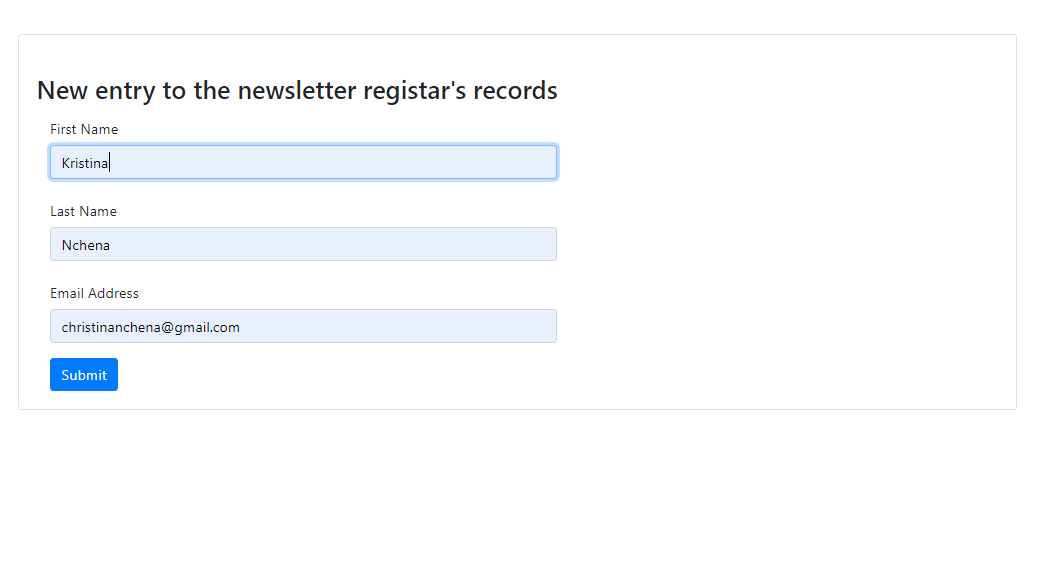 New entry to the newsletter registar's records
First Name
Kristina
Last Name
Nchena
Email Address
christinanchena@gmail.com
Submit